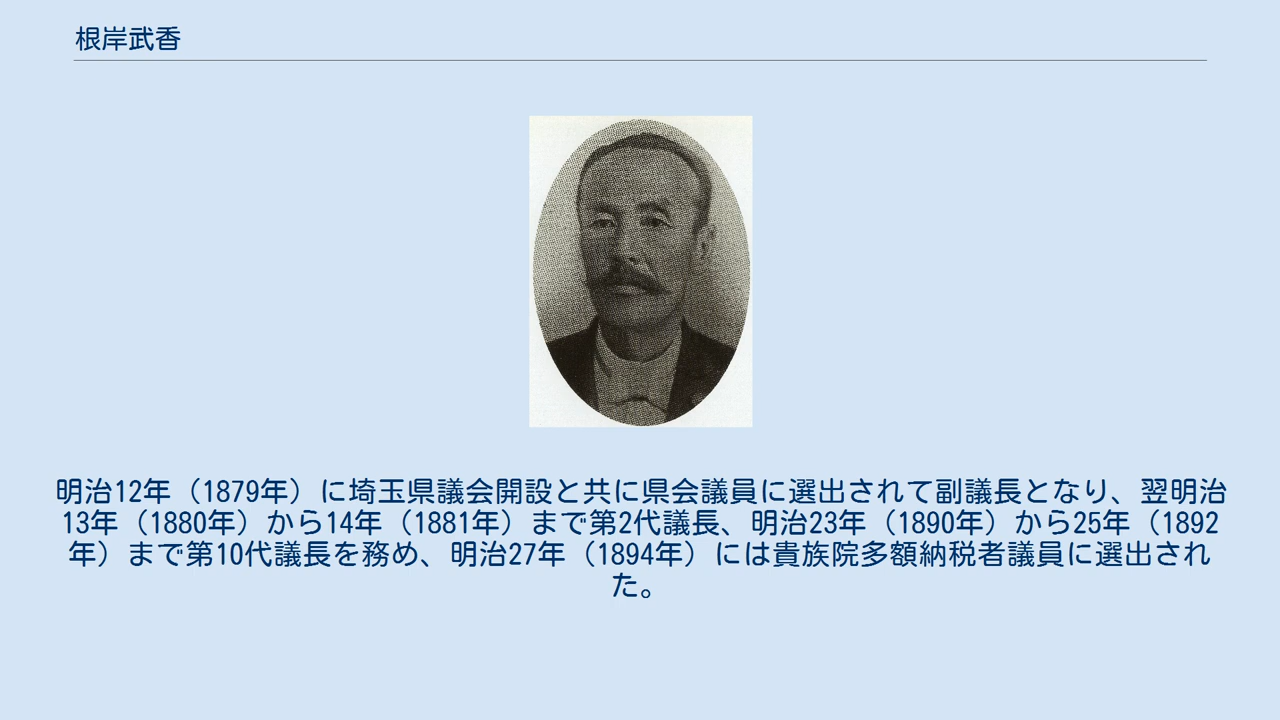 根岸武香
明治12年（1879年）に埼玉県議会開設と共に県会議員に選出されて副議長となり、翌明治
13年（1880年）から14年（1881年）まで第2代議長、明治23年（1890年）から25年（1892
年）まで第10代議長を務め、明治27年（1894年）には貴族院多額納税者議員に選出され
た。